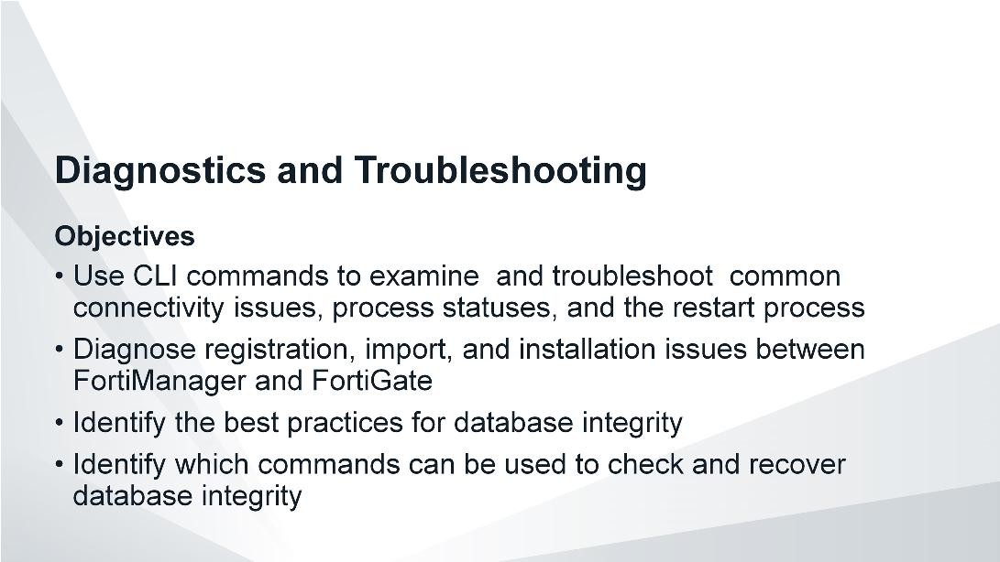 Diagnostics and Troubleshooting
Objectives
• Use CLI commands to examine  and troubleshoot  common
connectivity issues, process statuses, and the restart process
• Diagnose registration, import, and installation issues between
FortiManager and FortiGate
• Identify the best practices for database integrity
• Identify which commands can be used to check and recover
database integrity